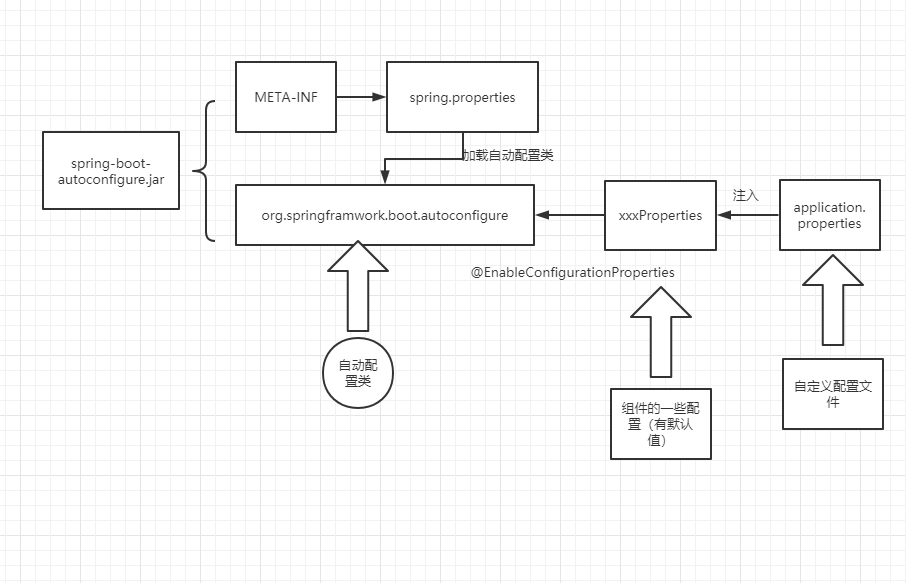 META-INF
spring.properties
加载自动配置类
spring-boot-
autoconfigure.jar
org.springframwork.boot.autoconfigure
xxxProperties
注入
application.
properties
@EnableConfigurationProperties
自动配
置类
组件的一些配
置（有默认
值）
自定义配置文
件